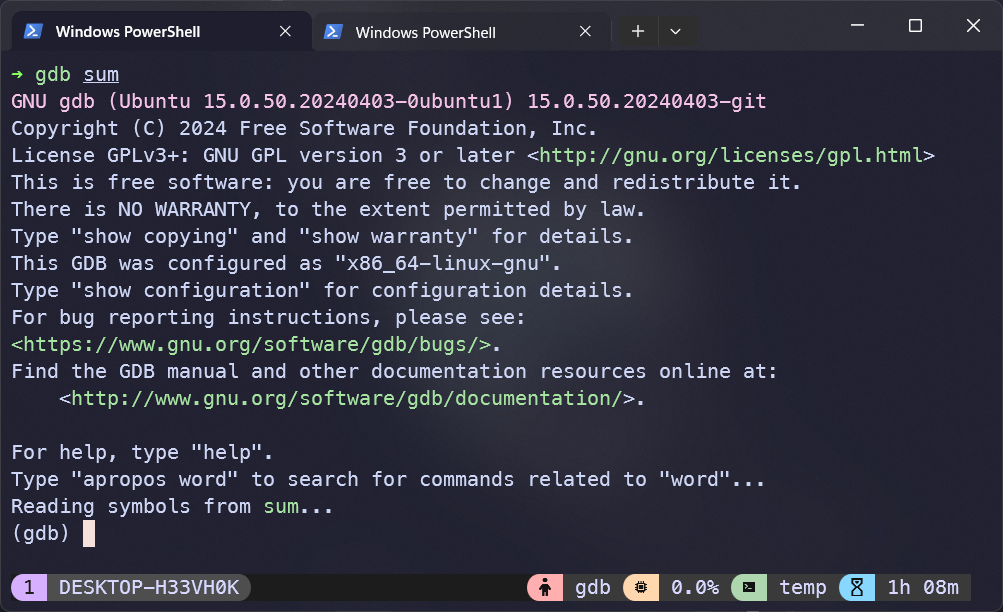 Windows PowerShell
Windows PowerShell
➜ gdb sum
GNU gdb (Ubuntu 15.0.50.20240403-0ubuntu1) 15.0.50.20240403-git
Copyright (C) 2024 Free Software Foundation, Inc.
License GPLv3+: GNU GPL version 3 or later <http://gnu.org/licenses/gpl.html>
This is free software: you are free to change and redistribute it.
There is NO WARRANTY, to the extent permitted by law.
Type "show copying" and "show warranty" for details.
This GDB was configured as "x86_64-linux-gnu".
Type "show configuration" for configuration details.
For bug reporting instructions, please see:
<https://www.gnu.org/software/gdb/bugs/>.
Find the GDB manual and other documentation resources online at:
    <http://www.gnu.org/software/gdb/documentation/>.
For help, type "help".
Type "apropos word" to search for commands related to "word"...
Reading symbols from sum...
(gdb)
1 DESKTOP-H33VH0K gdb 0.0% temp 1h 08m